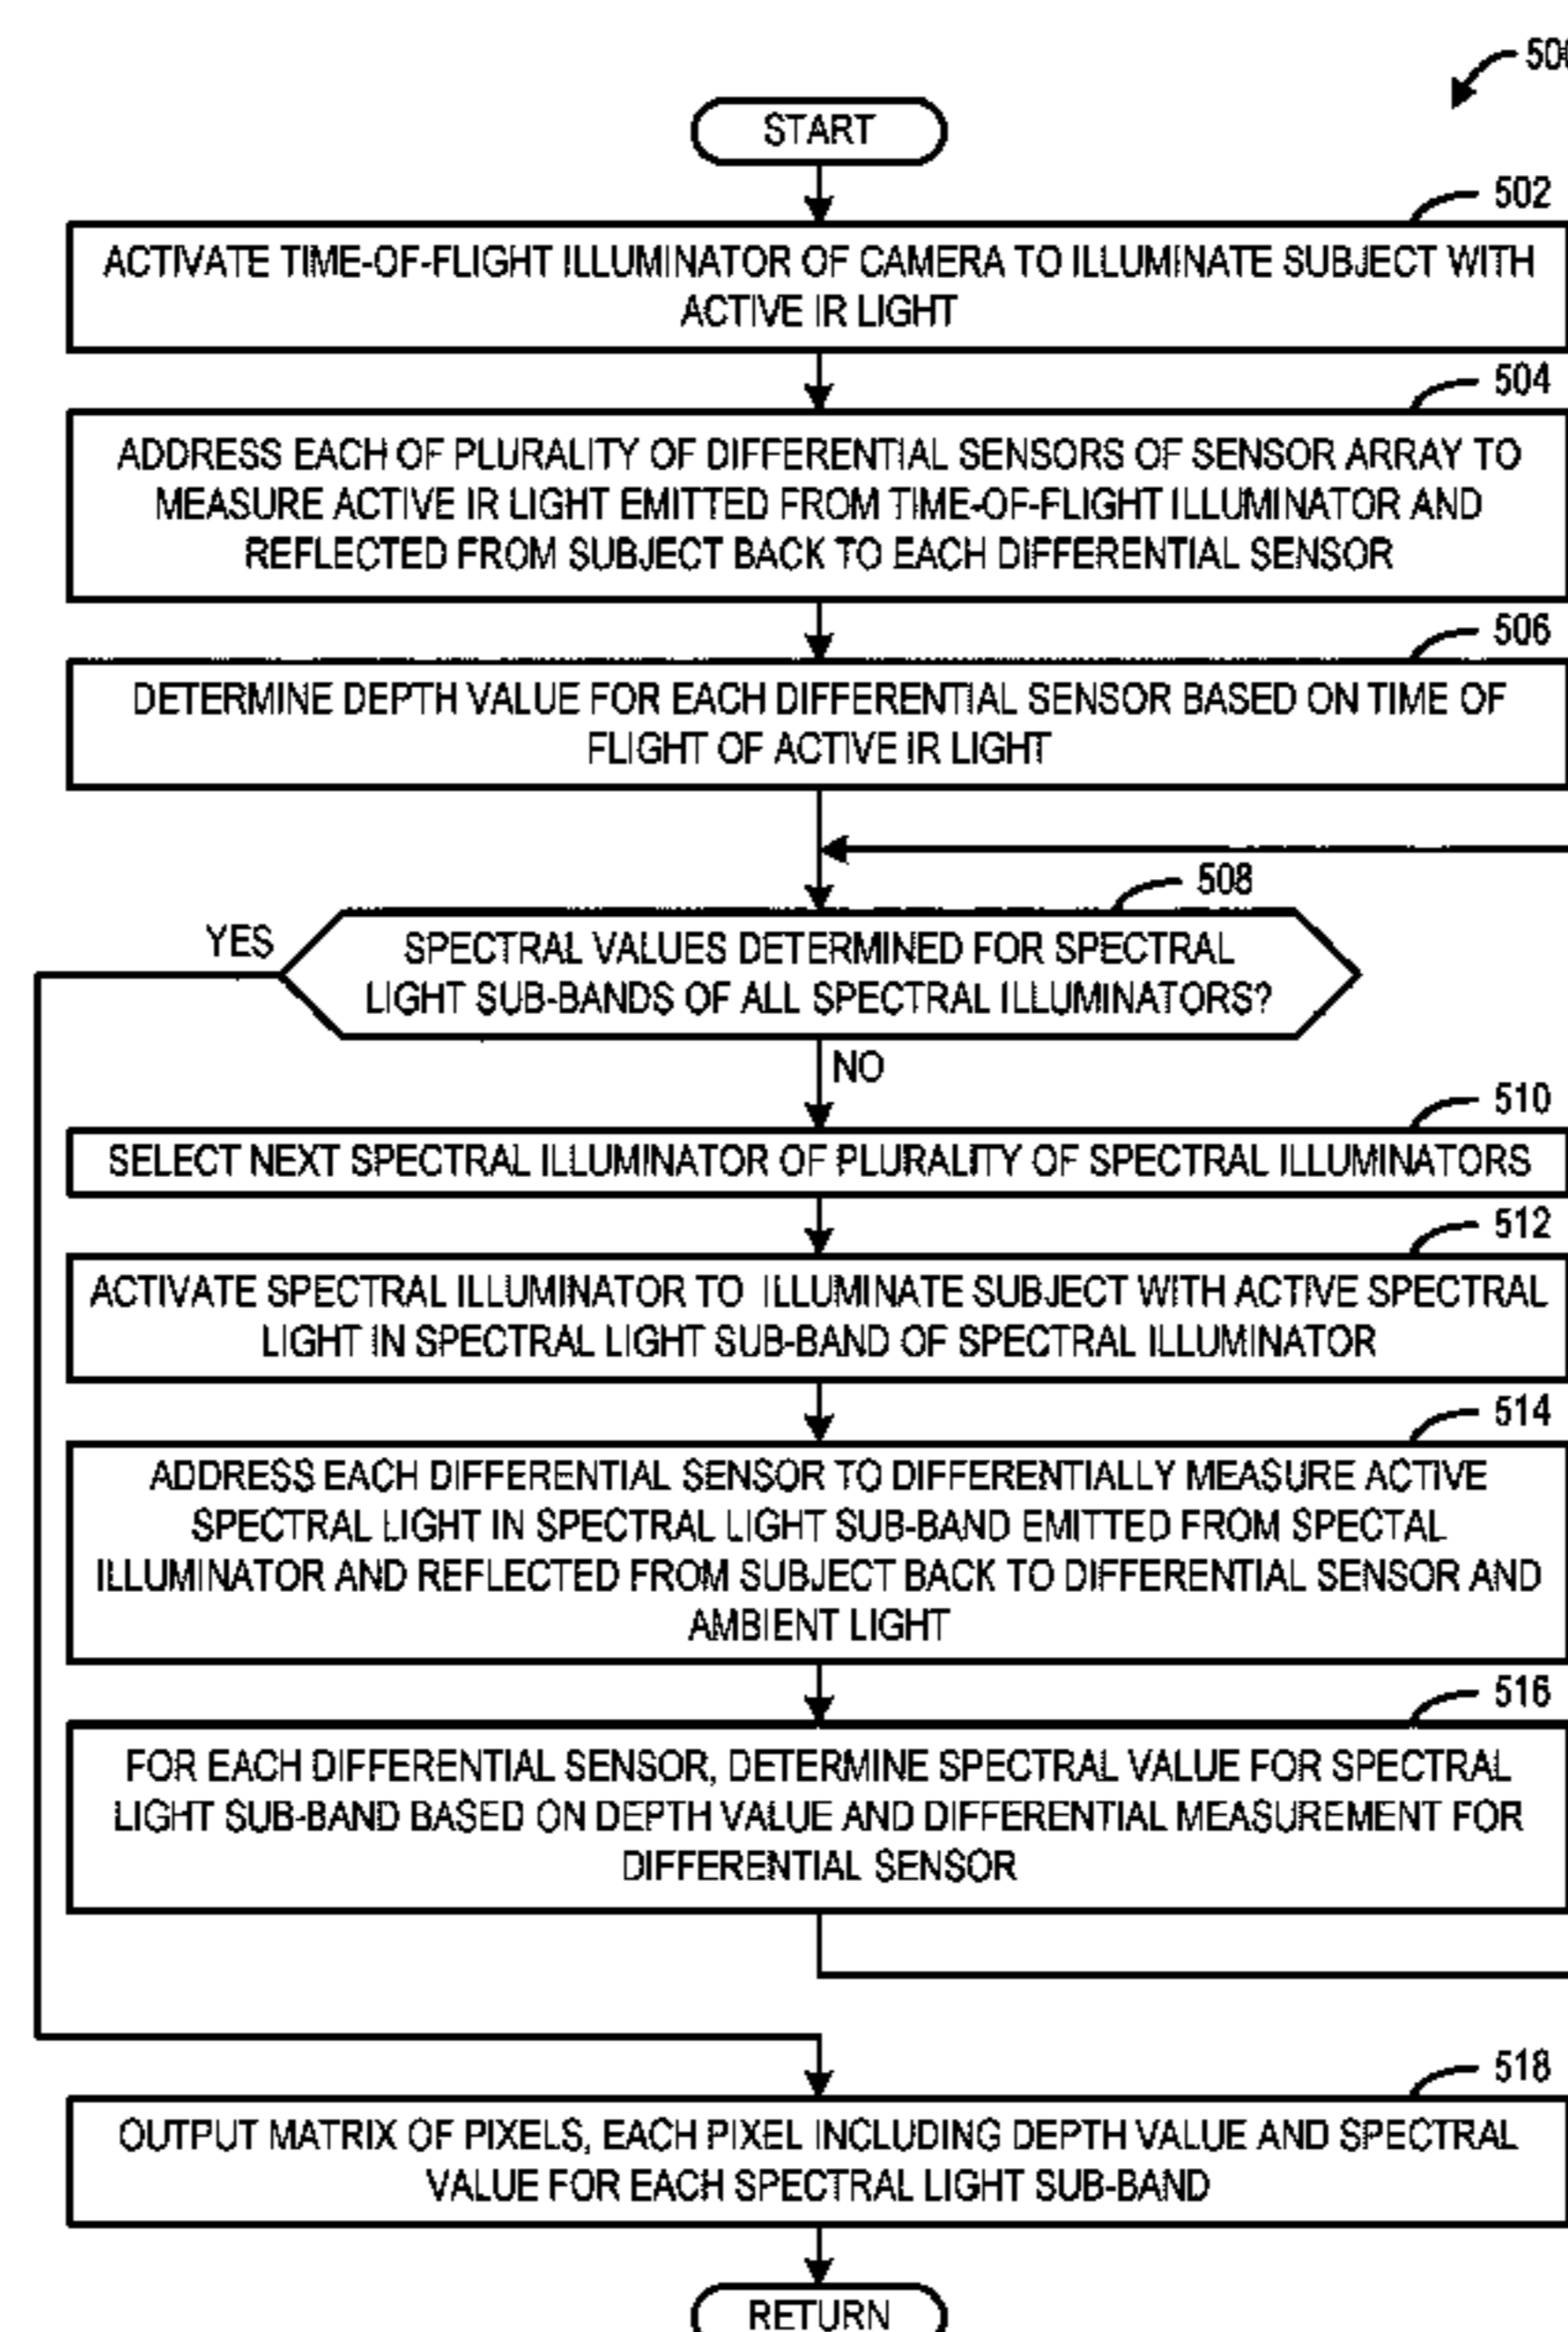 START
502
ACTIVATE TIME-OF-FLIGHT ILLUMINATOR OF CAMERA TO ILLUMINATE SUBJECT WITH
ACTIVE IR LIGHT
504
ADDRESS EACH OF PLURALITY OF DIFFERENTIAL SENSORS OF SENSOR ARRAY TO
MEASURE ACTIVE IR LIGHT EMITTED FROM TIME-OF-FLIGHT ILLUMINATOR AND
REFLECTED FROM SUBJECT BACK TO EACH DIFFERENTIAL SENSOR
506
DETERMINE DEPTH VALUE FOR EACH DIFFERENTIAL SENSOR BASED ON TIME OF
FLIGHT OF ACTIVE IR LIGHT
508
YES
SPECTRAL VALUES DETERMINED FOR SPECTRAL
LIGHT SUB-BANDS OF ALL SPECTRAL ILLUMINATORS?
NO
510
SELECT NEXT SPECTRAL ILLUMINATOR OF PLURALITY OF SPECTRAL ILLUMINATORS
512
ACTIVATE SPECTRAL ILLUMINATOR TO ILLUMINATE SUBJECT WITH ACTIVE SPECTRAL
LIGHT IN SPECTRAL LIGHT SUB-BAND OF SPECTRAL ILLUMINATOR
514
ADDRESS EACH DIFFERENTIAL SENSOR TO DIFFERENTIALLY MEASURE ACTIVE
SPECTRAL LIGHT IN SPECTRAL LIGHT SUB-BAND EMITTED FROM SPECTAL
ILLUMINATOR AND REFLECTED FROM SUBJECT BACK TO DIFFERENTIAL SENSOR AND
AMBIENT LIGHT
516
FOR EACH DIFFERENTIAL SENSOR, DETERMINE SPECTRAL VALUE FOR SPECTRAL
LIGHT SUB-BAND BASED ON DEPTH VALUE AND DIFFERENTIAL MEASUREMENT FOR
DIFFERENTIAL SENSOR
518
OUTPUT MATRIX OF PIXELS, EACH PIXEL INCLUDING DEPTH VALUE AND SPECTRAL
VALUE FOR EACH SPECTRAL LIGHT SUB-BAND
RETURN